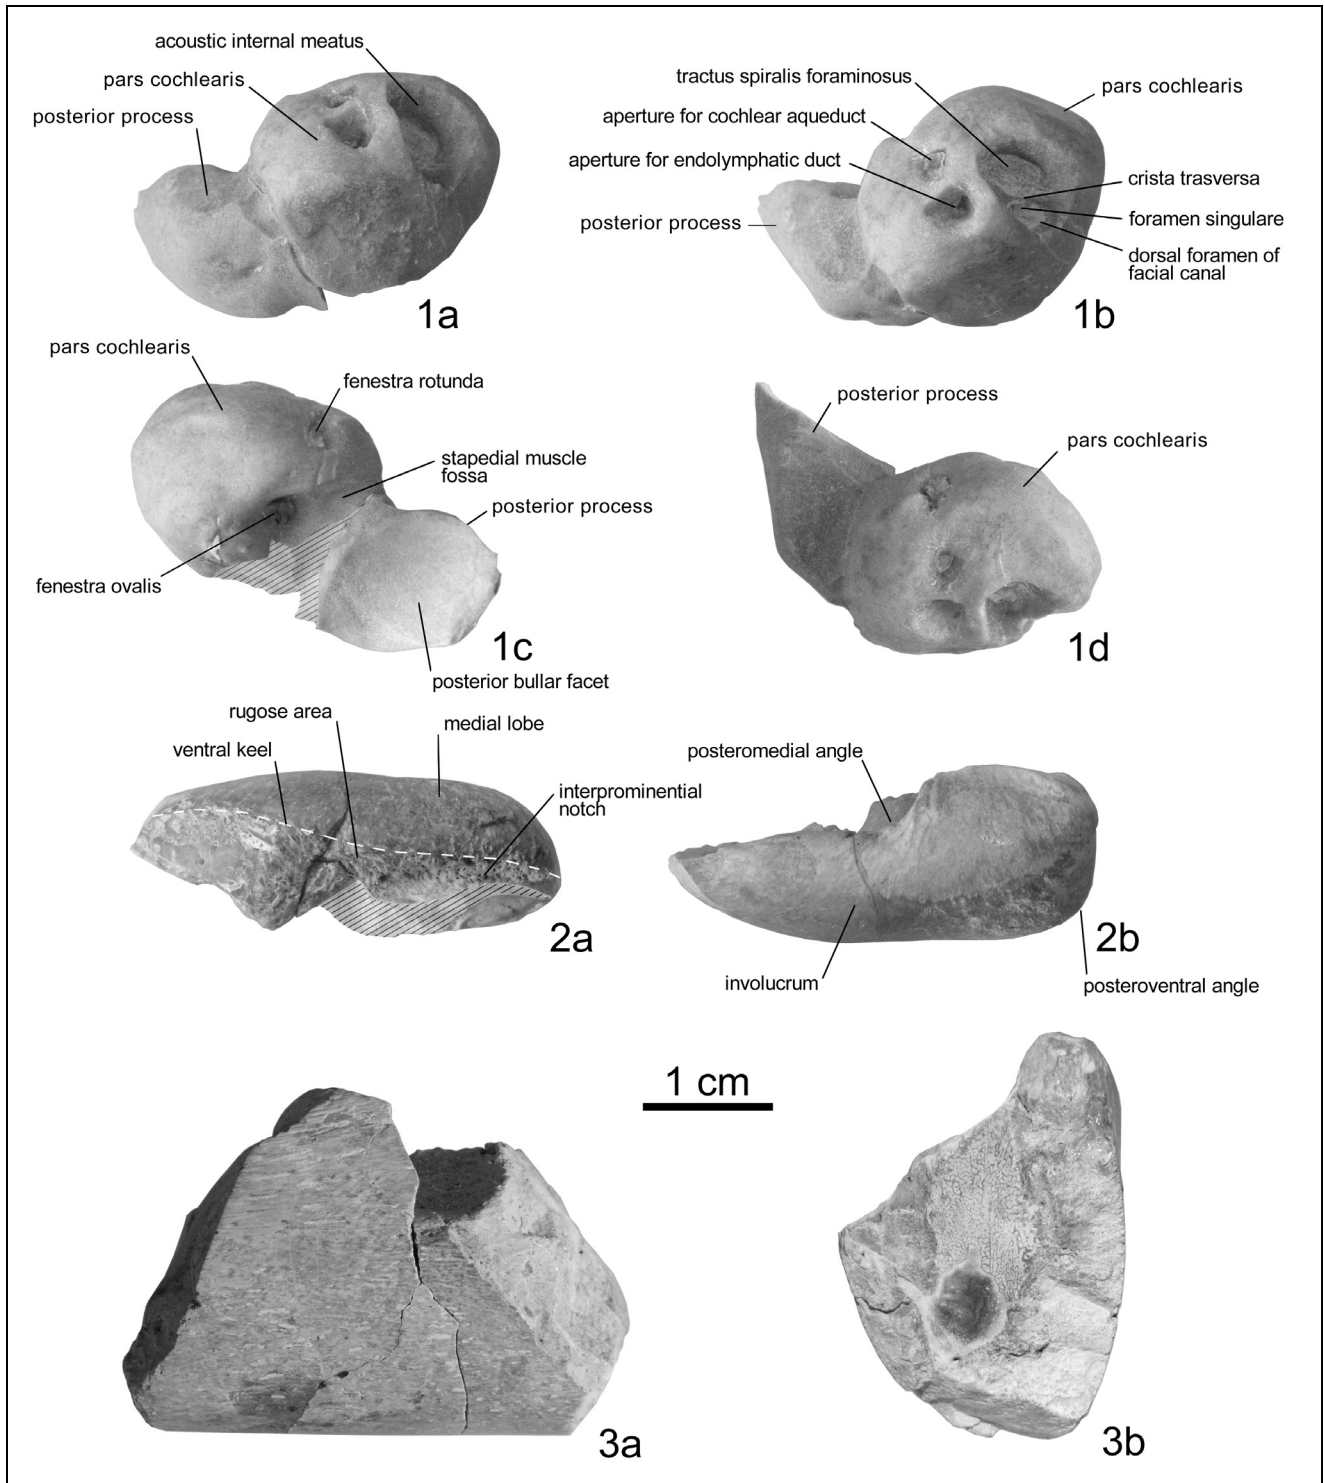 acoustic internal meatus
pars cochlearis
posterior process
1a
tractus spiralis foraminosus
pars cochlearis
aperture for cochlear aqueduct
aperture for endolymphatic duct
crista trasversa
foramen singulare
posterior process
dorsal foramen of
facial canal
1b
pars cochlearis
fenestra rotunda
stapedial muscle
fossa
posterior process
fenestra ovalis
1c
posterior bullar facet
posterior process
pars cochlearis
1d
rugose area
medial lobe
ventral keel
interprominential
notch
2a
posteromedial angle
2b
involucrum
posteroventral angle
1 cm
3a
3b